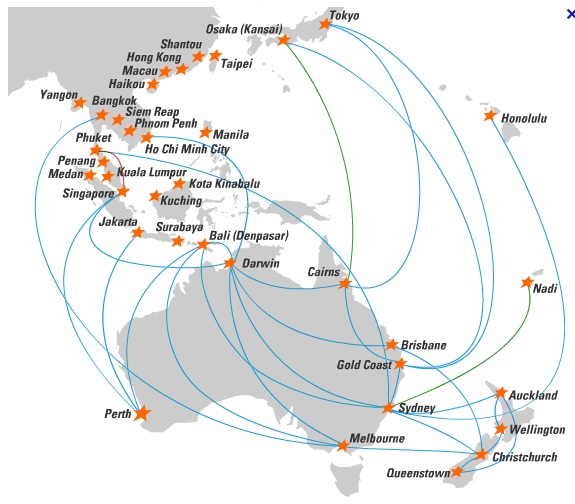 Tokyo
Osaka (Kansai)
Shantou
Hong Kong
Taipei
Macau
Haikou
Yangon
Bangkok
Siem Reap
Phnom Penh
Honolulu
Manila
Phuket
Ho Chi Minh City
Penang
Medan
Kuala Lumpur
Kota Kinabalu
Singapore
Kuching
Jakarta
Surabaya
Bali (Denpasar)
Darwin
Cairns
Nadi
Brisbane
Gold Coast
Auckland
Perth
Sydney
Wellington
Melbourne
Christchurch
Queenstown